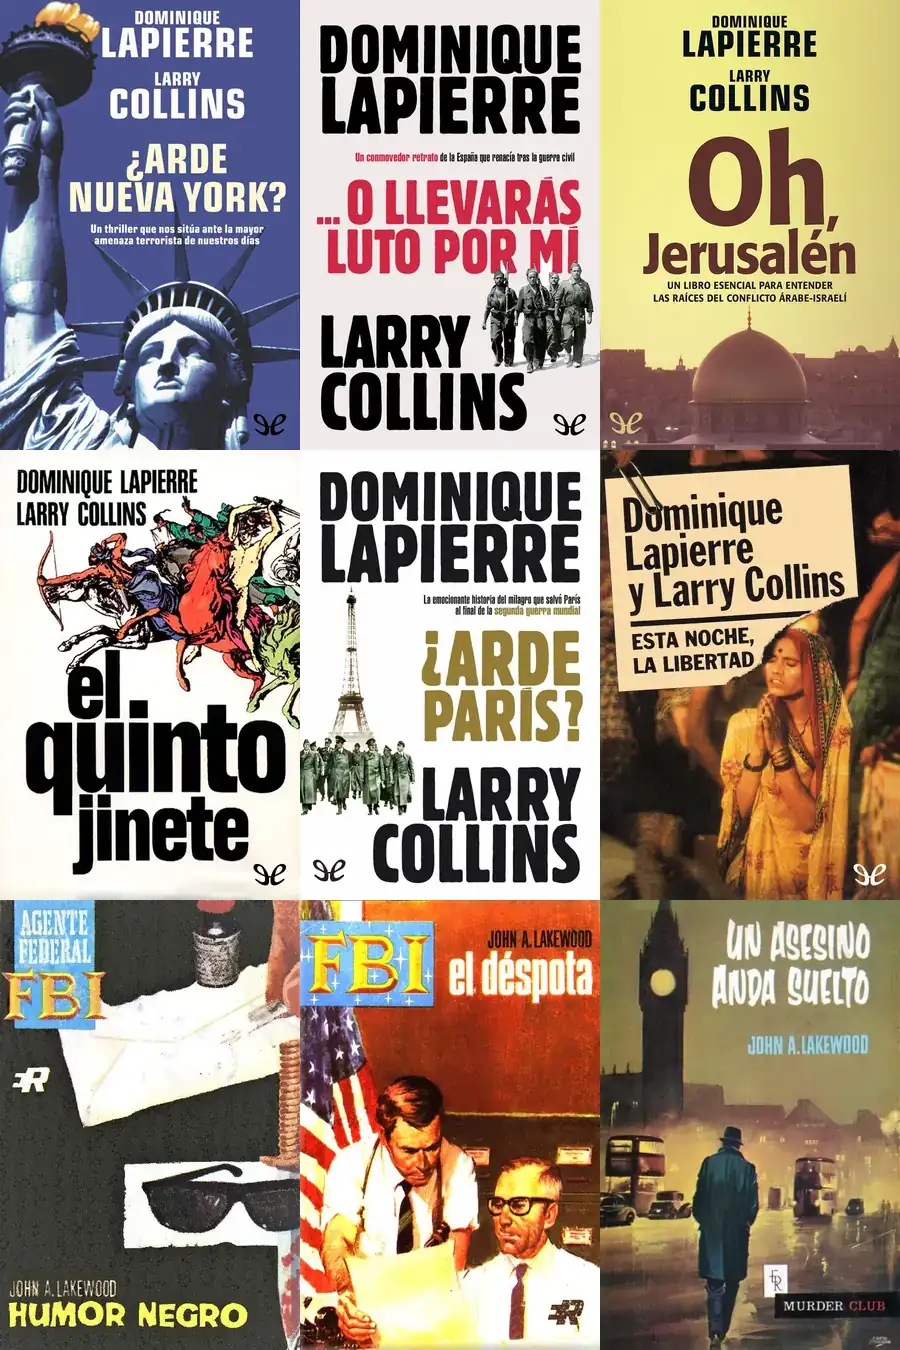 DOMINIQUE
LAPIERRE
LARRY
COLLINS
¿ARDE
NUEVA YORK?
Un thriller que nos sitúa ante la mayor
amenaza terrorista de nuestros días
DOMINIQUE
LAPIERRE
Un conmovedor retrato de la España que renacía tras la guerra civil
...O LLEVARÁS
LUTO POR MÍ
LARRY
COLLINS
DOMINIQUE
LAPIERRE
LARRY
COLLINS
Oh,
Jerusalén
UN LIBRO ESENCIAL PARA ENTENDER
LAS RAÍCES DEL CONFLICTO ÁRABE-ISRAELÍ
DOMINIQUE LAPIERRE
LARRY COLLINS
el
quinto
jinete
DOMINIQUE
LAPIERRE
La emocionante historia del milagro que salvó París
al final de la segunda guerra mundial
¿ARDE
PARÍS?
LARRY
COLLINS
Dominique
Lapierre
y Larry Collins
ESTA NOCHE,
LA LIBERTAD
AGENTE
FEDERAL
FBI
R
JOHN A. LAKEWOOD
HUMOR NEGRO
FBI
JOHN A. LAKEWOOD
el déspota
R
UN ASESINO
ANDA SUELTO
JOHN A. LAKEWOOD
ER
MURDER CLUB